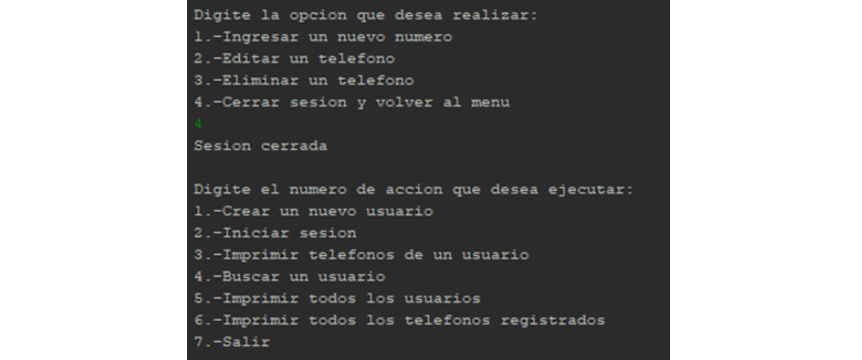 Digite la opcion que desea realizar:
1.-Ingresar un nuevo numero
2.-Editar un telefono
3.-Eliminar un telefono
4.-Cerrar sesion y volver al menu
4
Sesion cerrada
Digite el numero de accion que desea ejecutar:
1.-Crear un nuevo usuario
2.-Iniciar sesion
3.-Imprimir telefonos de un usuario
4.-Buscar un usuario
5.-Imprimir todos los usuarios
6.-Imprimir todos los telefonos registrados
7.-Salir